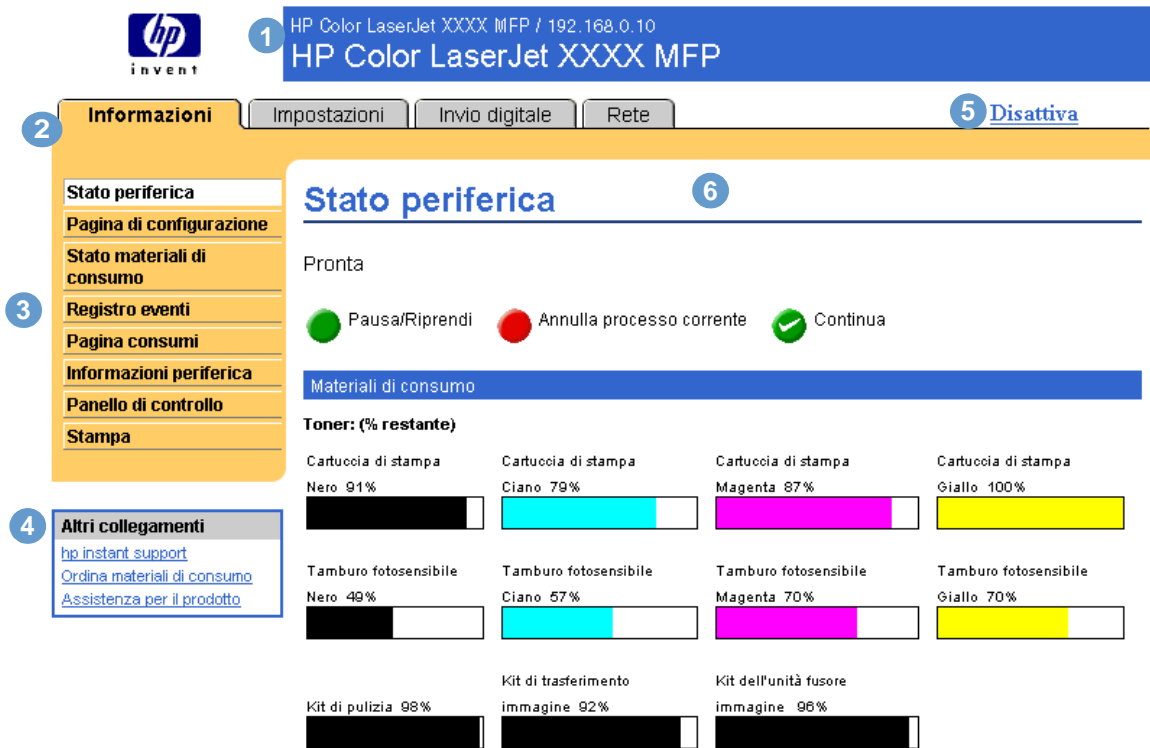 hp
invent
1
HP Color LaserJet XXXX MFP / 192.168.0.10
HP Color LaserJet XXXX MFP
2
Informazioni
Impostazioni
Invio digitale
Rete
5
Disattiva
3
Stato periferica
Pagina di configurazione
Stato materiali di
consumo
Registro eventi
Pagina consumi
Informazioni periferica
Panello di controllo
Stampa
4
Altri collegamenti
hp instant support
Ordina materiali di consumo
Assistenza per il prodotto
Stato periferica
6
Pronta
Pausa/Riprendi
Annulla processo corrente
Continua
Materiali di consumo
Toner: (% restante)
Cartuccia di stampa
Nero 91%
Cartuccia di stampa
Ciano 79%
Cartuccia di stampa
Magenta 87%
Cartuccia di stampa
Giallo 100%
Tamburo fotosensibile
Nero 49%
Tamburo fotosensibile
Ciano 57%
Tamburo fotosensibile
Magenta 70%
Tamburo fotosensibile
Giallo 70%
Kit di pulizia 98%
Kit di trasferimento
immagine 92%
Kit dell'unità fusore
immagine 96%